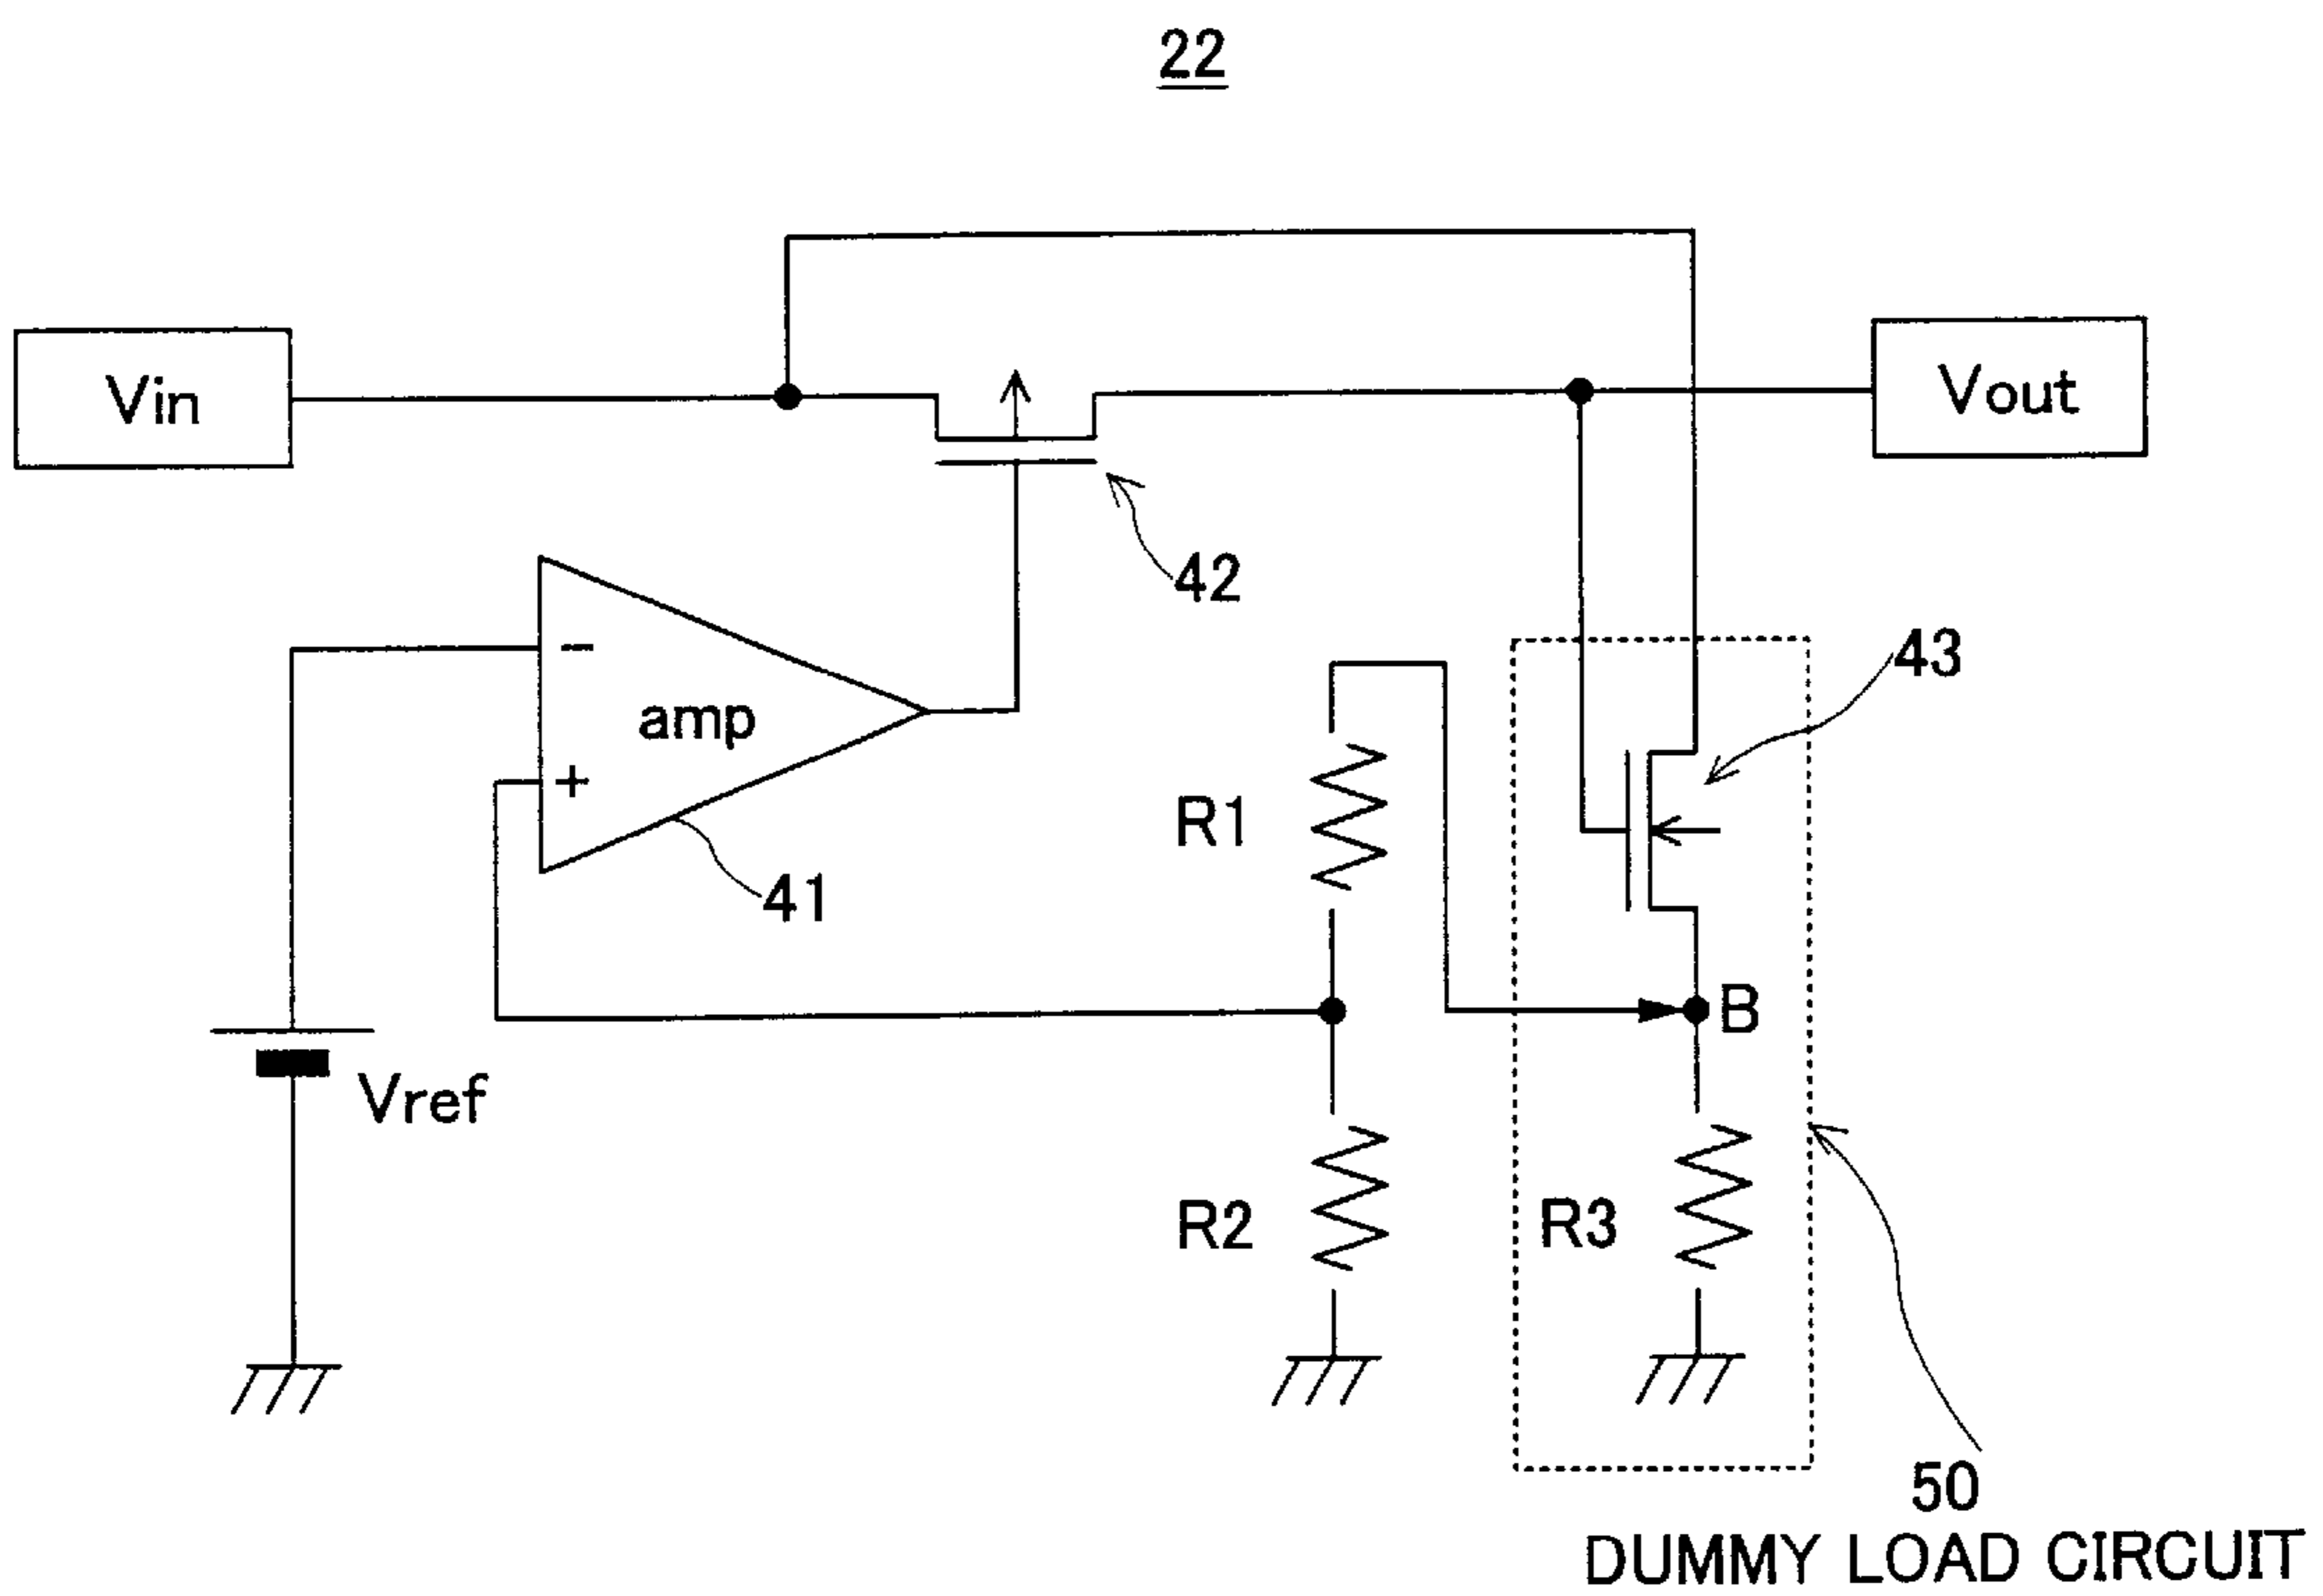 22
Vin
Vout
42
43
-
amp
+
R1
41
B
Vref
R2
R3
50
DUMMY LOAD CIRCUIT